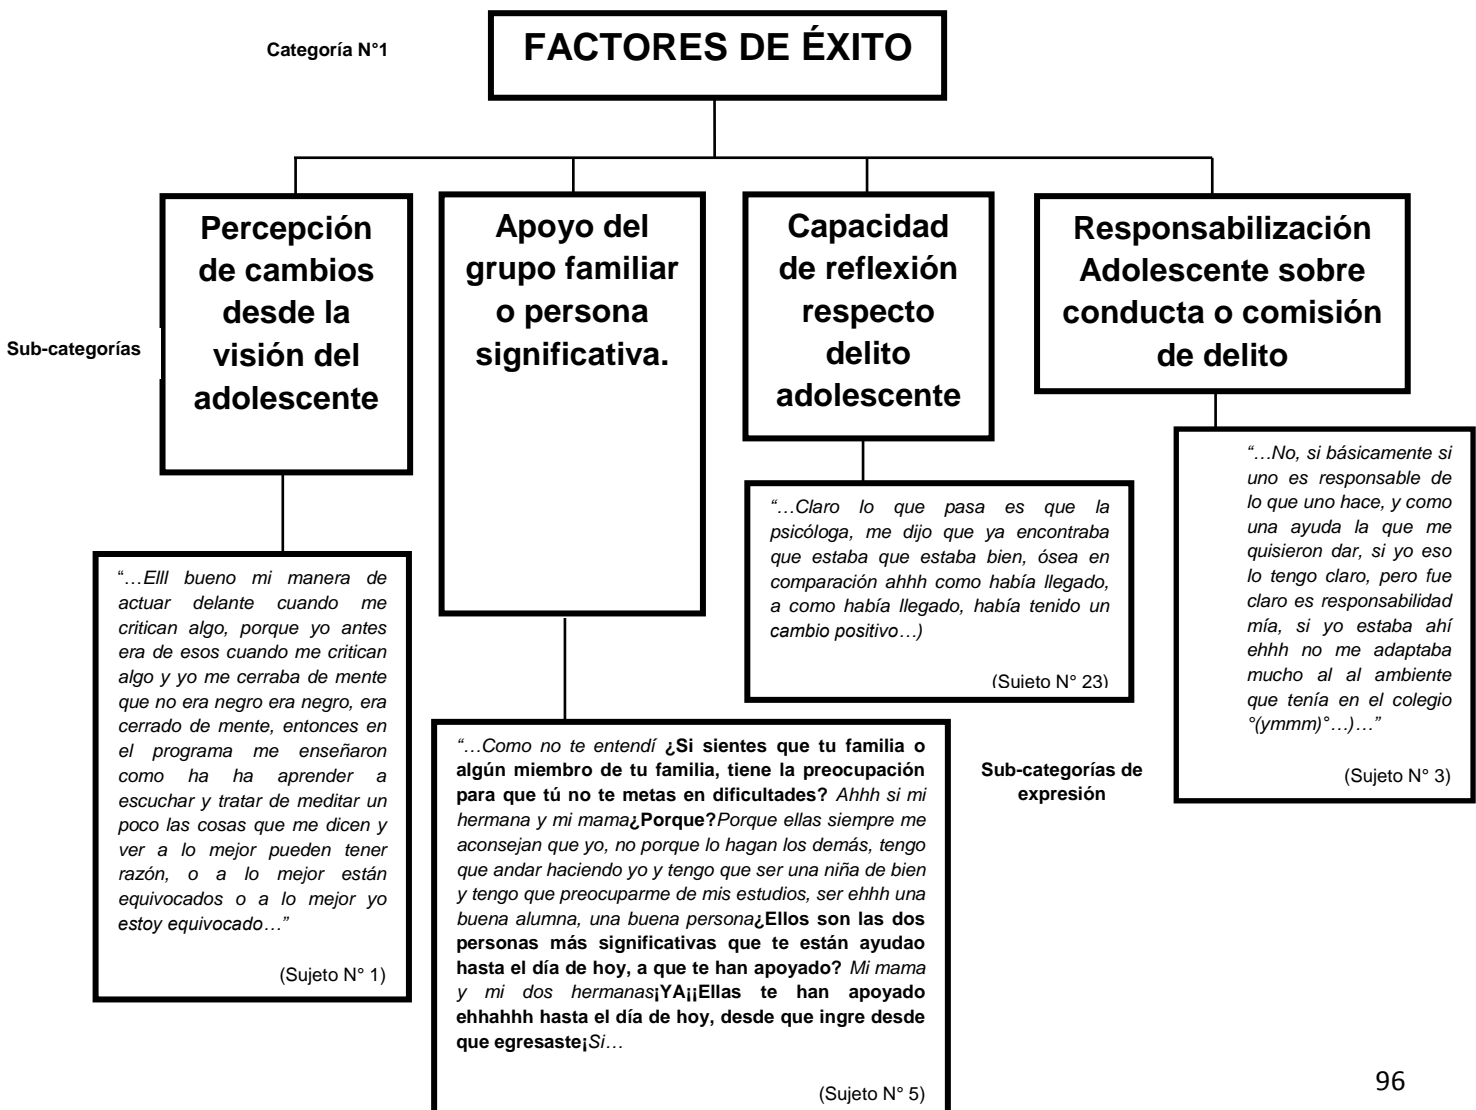 Categoría N°1
FACTORES DE ÉXITO
Sub-categorías
Percepción
de cambios
desde la
visión del
adolescente
Apoyo del
grupo familiar
o persona
significativa.
Capacidad
de reflexión
respecto
delito
adolescente
Responsabilización
Adolescente sobre
conducta o comisión
de delito
“…Elll bueno mi manera de
actuar delante cuando me
critican algo, porque yo antes
era de esos cuando me critican
algo y yo me cerraba de mente
que no era negro era negro, era
cerrado de mente, entonces en
el programa me enseñaron
como ha ha aprender a
escuchar y tratar de meditar un
poco las cosas que me dicen y
ver a lo mejor pueden tener
razón, o a lo mejor están
equivocados o a lo mejor yo
estoy equivocado…”
(Sujeto N° 1)
“…Como no te entendí ¿Si sientes que tu familia o
algún miembro de tu familia, tiene la preocupación
para que tú no te metas en dificultades? Ahhh si mi
hermana y mi mama¿Porque?Porque ellas siempre me
aconsejan que yo, no porque lo hagan los demás, tengo
que andar haciendo yo y tengo que ser una niña de bien
y tengo que preocuparme de mis estudios, ser ehhh una
buena alumna, una buena persona¿Ellos son las dos
personas más significativas que te están ayudao
hasta el día de hoy, a que te han apoyado? Mi mama
y mi dos hermanas¡YA¡¡Ellas te han apoyado
ehhahhh hasta el día de hoy, desde que ingre desde
que egresaste¡Si…
(Sujeto N° 5)
“…Claro lo que pasa es que la
psicóloga, me dijo que ya encontraba
que estaba que estaba bien, ósea en
comparación ahhh como había llegado,
a como había llegado, había tenido un
cambio positivo…)
(Sujeto N° 23)
“…No, si básicamente si
uno es responsable de
lo que uno hace, y como
una ayuda la que me
quisieron dar, si yo eso
lo tengo claro, pero fue
claro es responsabilidad
mía, si yo estaba ahí
ehhh no me adaptaba
mucho al al ambiente
que tenía en el colegio
°(ymmm)°…)…”
(Sujeto N° 3)
Sub-categorías de
expresión
96